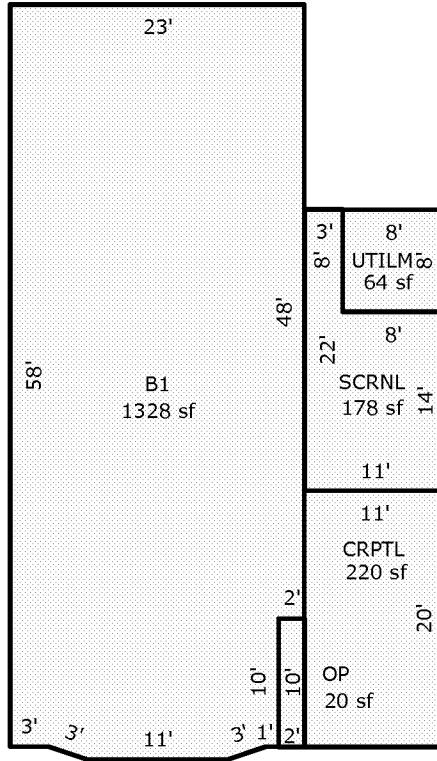 23'
3'
8'
8'
UTILM
8'
64 sf
48'
8'
22'
58'
B1
1328 sf
SCRNL
178 sf
14'
11'
11'
CRPTL
220 sf
2'
20'
10'
10'
OP
20 sf
3'
3'
11'
3'
1'
2'